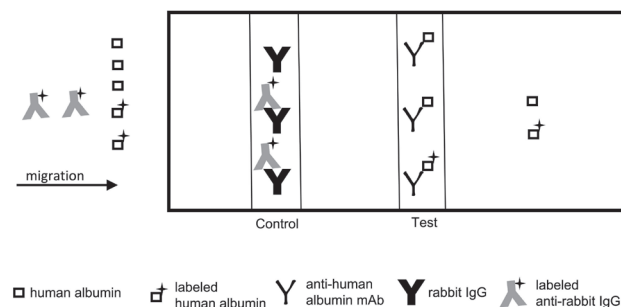 migration
Control
Test
human albumin
labeled
human albumin
anti-human
albumin mAb
rabbit IgG
labeled
anti-rabbit IgG